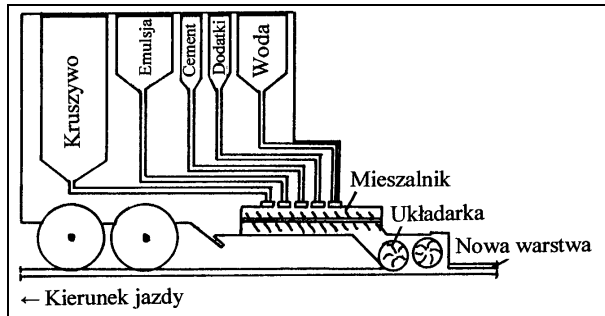 Kruszywo
Emulsja
Cement
Dodatki
Woda
Mieszalnik
Układarka
Nowa warstwa
← Kierunek jazdy